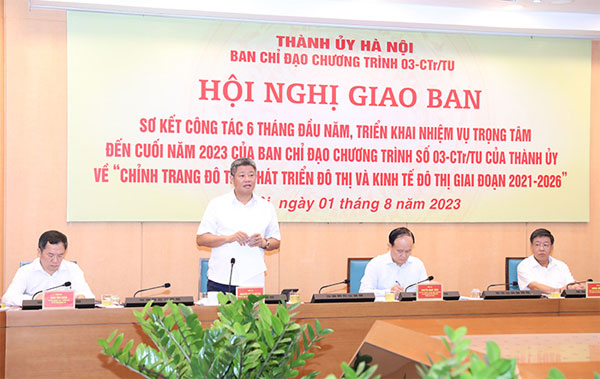 THÀNH ỦY HÀ NỘI
BAN CHỈ ĐẠO CHƯƠNG TRÌNH 03-CTr/TU
HỘI NGHỊ GIAO BAN
SƠ KẾT CÔNG TÁC 6 THÁNG ĐẦU NĂM, TRIỂN KHAI NHIỆM VỤ TRỌNG TÂM
ĐẾN CUỐI NĂM 2023 CỦA BAN CHỈ ĐẠO CHƯƠNG TRÌNH SỐ 03-CTr/TU CỦA THÀNH ỦY
VỀ “CHỈNH TRANG ĐÔ PHÁT TRIỂN ĐÔ THỊ VÀ KINH TẾ ĐÔ THỊ GIAI ĐOẠN 2021-2026”
ngày 01 tháng 8 năm 2023